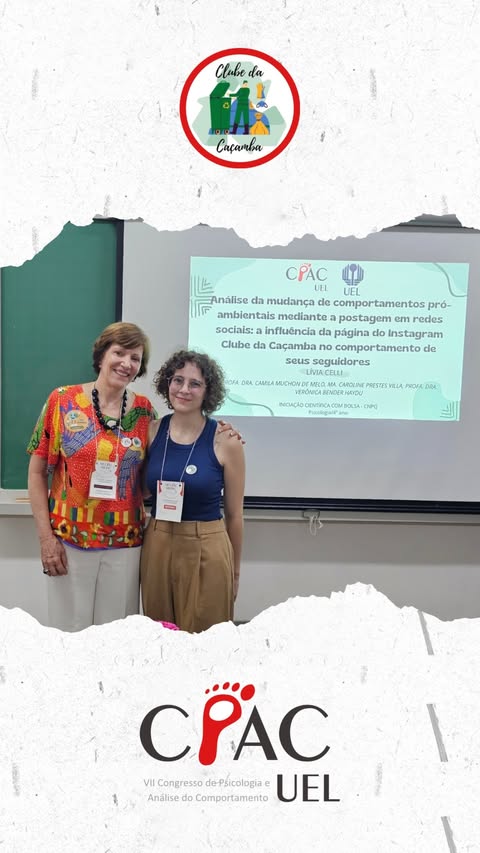 Clube da
Caçamba
CPAC
UEL
UEL
Análise da mudança de comportamentos pró-
ambientais mediante a postagem em redes
sociais: a influência da página do Instagram
Clube da Caçamba no comportamento de
seus seguidores
LÍVIA CELLI
PROFA. DRA. CAMILA MUCHON DE MELO, MA. CAROLINE PRESTES VILLA, PROFA. DRA.
VERÔNICA BENDER HAYDU
INICIAÇÃO CIENTÍFICA COM BOLSA - CNPQ
Psicologia/4° ano
CPAC
VII Congresso de Psicologia e
Análise do Comportamento
UEL